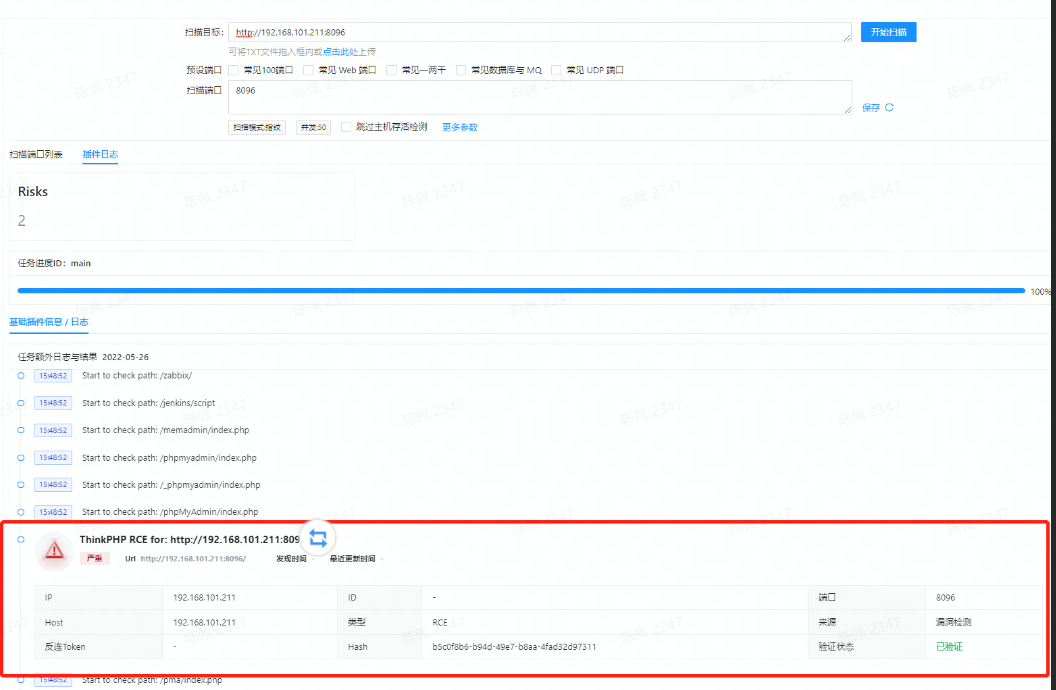 扫描目标: http://192.168.101.211:8096 开始扫描
可将TXT文件拖入框内或点击此处上传
预设端口 常见100端口 常见 Web 端口 常见一两千 常见数据库与 MQ 常见 UDP 端口
扫描端口 8096
保存
扫描模式:指纹 并发:50 跳过主机存活检测 更多参数
扫描端口列表 插件日志
Risks
2
任务进度ID: main
100%
基础插件信息 / 日志
任务额外日志与结果 2022-05-26
15:48:52 Start to check path: /zabbix/
15:48:52 Start to check path: /jenkins/script
15:48:52 Start to check path: /memadmin/index.php
15:48:52 Start to check path: /phpmyadmin/index.php
15:48:52 Start to check path: /_phpmyadmin/index.php
15:48:52 Start to check path: /phpMyAdmin/index.php
ThinkPHP RCE for: http://192.168.101.211:809
严重 Url http://192.168.101.211:8096/ 发现时间 - 最近更新时间 -
IP 192.168.101.211 ID - 端口 8096
Host 192.168.101.211 类型 RCE 来源 漏洞检测
反连Token - Hash b5c0f8b6-b94d-49e7-b8aa-4fad32d97311 验证状态 已验证
15:48:52 Start to check path: /pma/index.php
陈佩 2347